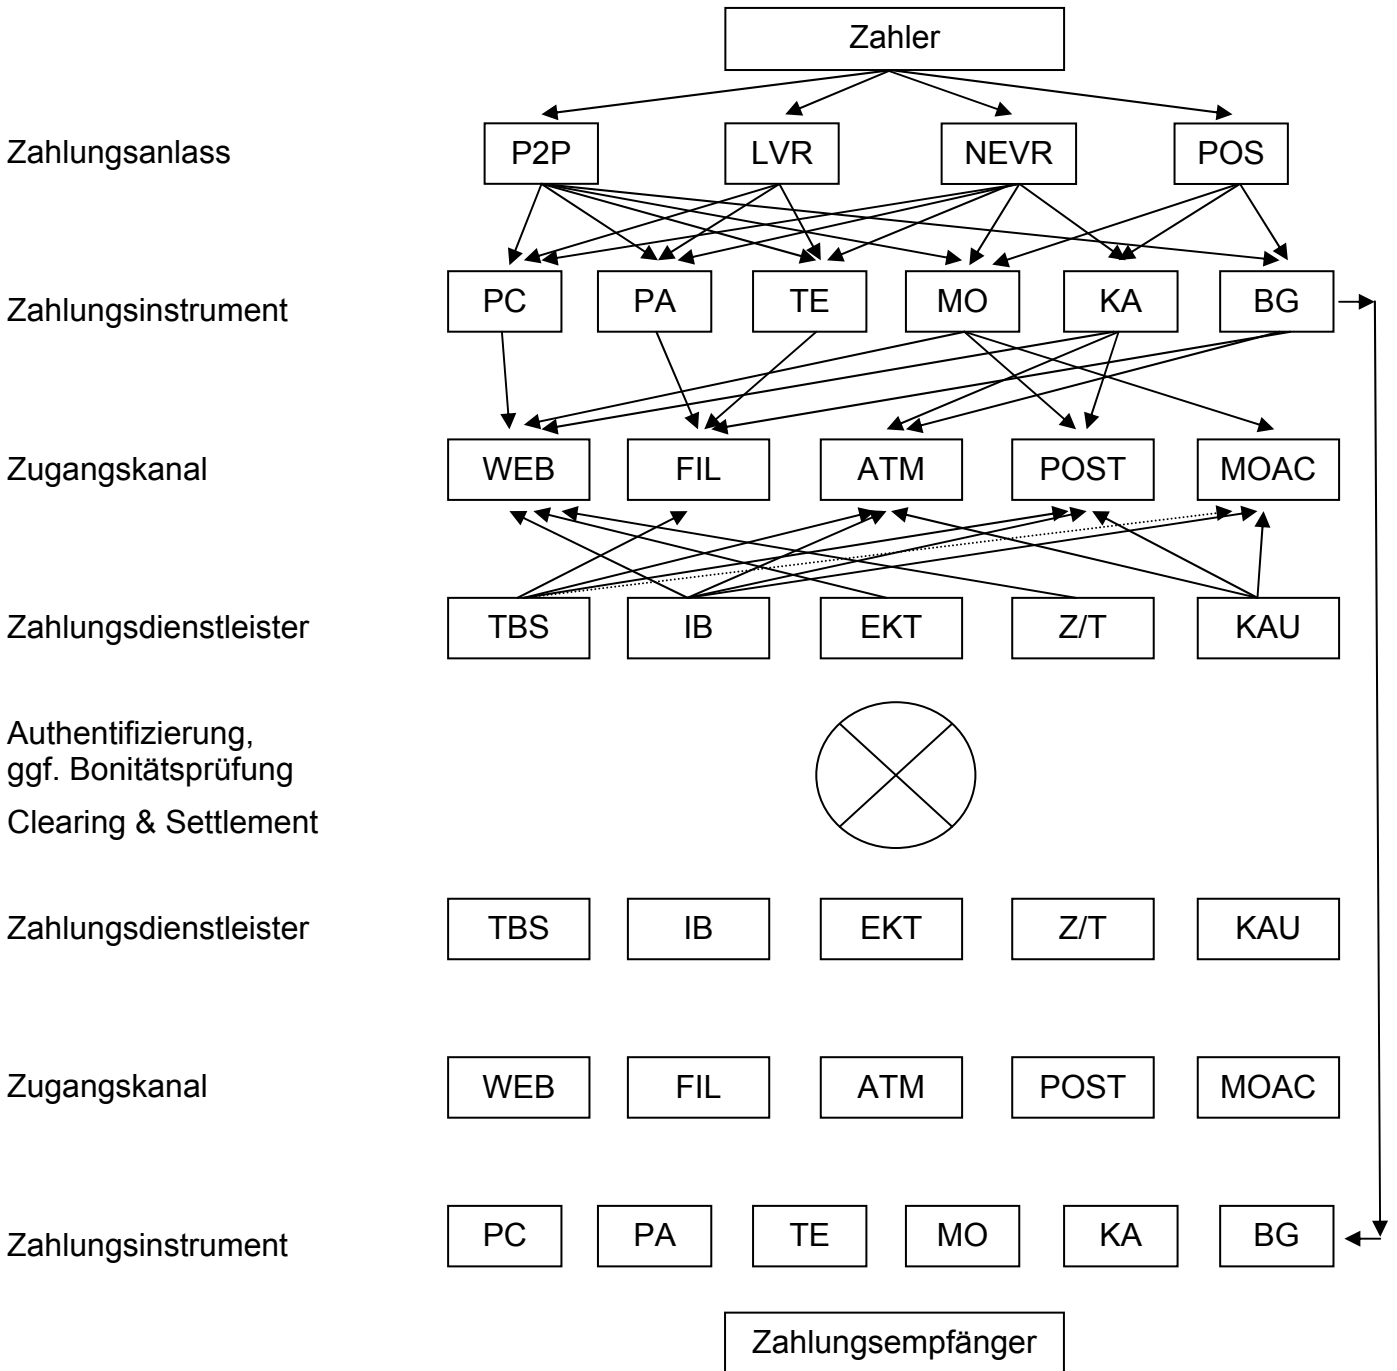 Zahler
Zahlungsanlass P2P LVR NEVR POS
Zahlungsinstrument PC PA TE MO KA BG
Zugangskanal WEB FIL ATM POST MOAC
Zahlungsdienstleister TBS IB EKT Z/T KAU
Authentifizierung,
ggf. Bonitätsprüfung
Clearing & Settlement
Zahlungsdienstleister TBS IB EKT Z/T KAU
Zugangskanal WEB FIL ATM POST MOAC
Zahlungsinstrument PC PA TE MO KA BG
Zahlungsempfänger